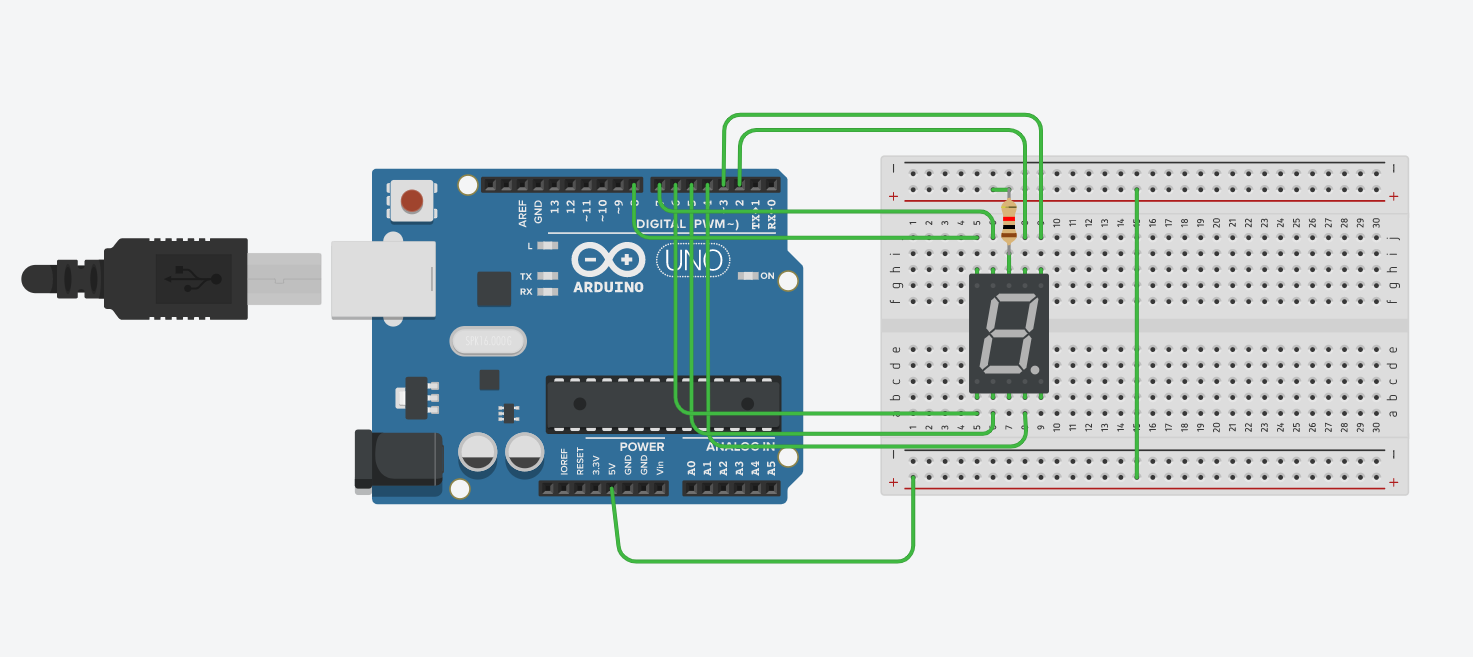 AREF
GND
13
12
~11
~10
~9
8
7
6
5
4
~3
2
TX→1
RX←0
DIGITAL (PWM~)
L
TX
RX
UNO
ON
ARDUINO
SPK16.000G
POWER
ANALOG IN
IOREF
RESET
3.3V
5V
GND
GND
Vin
A0
A1
A2
A3
A4
A5
− −
+ +
1 2 3 4 5 8 9 10 11 12 13 14 15 16 17 18 19 20 21 22 23 24 25 26 27 28 29 30
j j
i i
h h
g g
f f
e e
d d
c c
b b
a a
1 2 3 4 5 6 7 8 9 10 11 12 13 14 15 16 17 18 19 20 21 22 23 24 25 26 27 28 29 30
− −
+ +